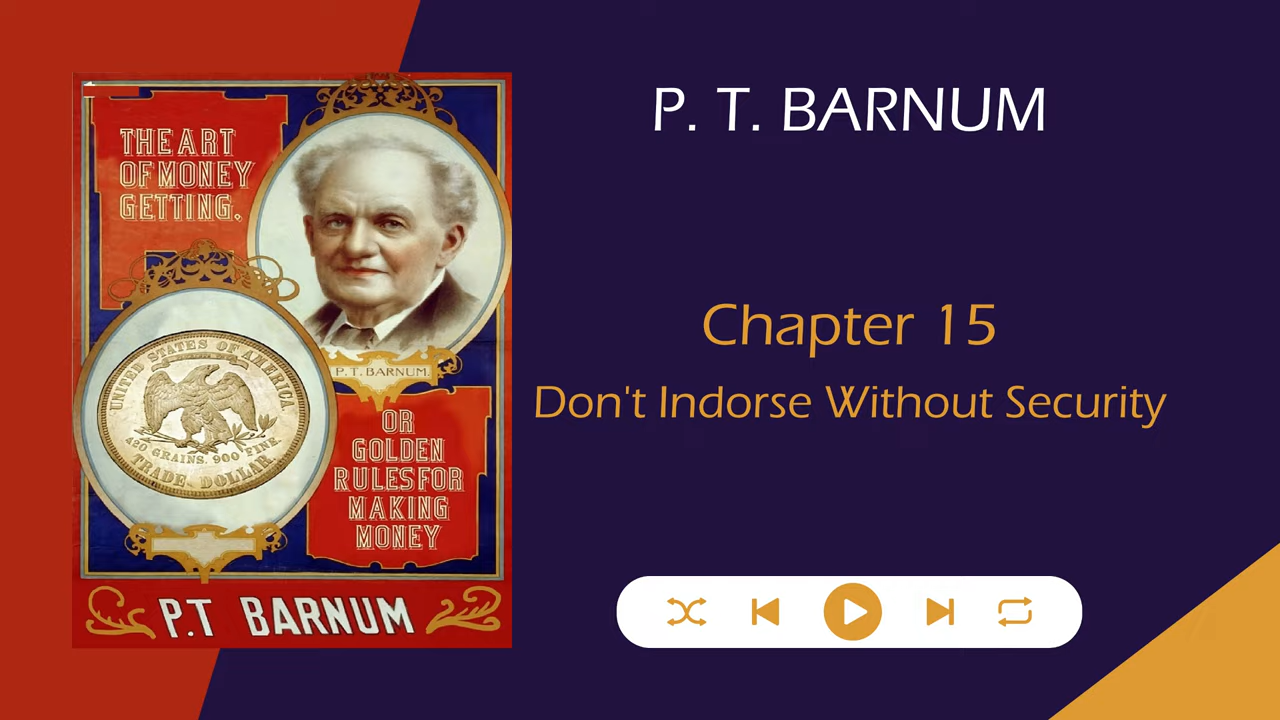 THE ART
OF MONEY
GETTING.
P. T. BARNUM.
UNITED STATES OF AMERICA.
420 GRAINS. 900 FINE.
TRADE DOLLAR.
OR
GOLDEN
RULES FOR
MAKING
MONEY
P.T BARNUM
P. T. BARNUM
Chapter 15
Don't Indorse Without Security